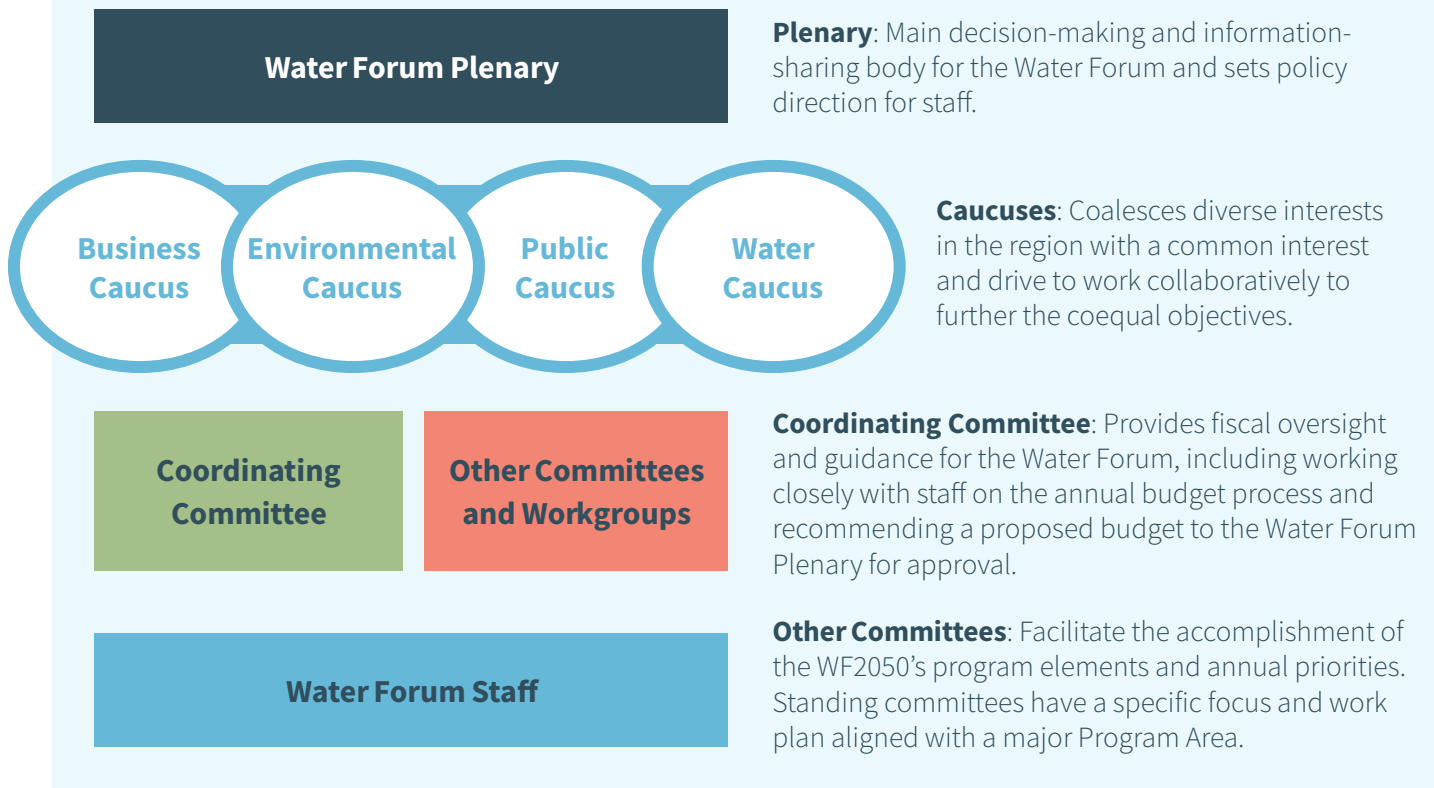 Water Forum Plenary
Plenary: Main decision-making and information-
sharing body for the Water Forum and sets policy
direction for staff.
Business
Caucus
Environmental
Caucus
Public
Caucus
Water
Caucus
Caucuses: Coalesces diverse interests
in the region with a common interest
and drive to work collaboratively to
further the coequal objectives.
Coordinating
Committee
Other Committees
and Workgroups
Coordinating Committee: Provides fiscal oversight
and guidance for the Water Forum, including working
closely with staff on the annual budget process and
recommending a proposed budget to the Water Forum
Plenary for approval.
Water Forum Staff
Other Committees: Facilitate the accomplishment of
the WF2050’s program elements and annual priorities.
Standing committees have a specific focus and work
plan aligned with a major Program Area.